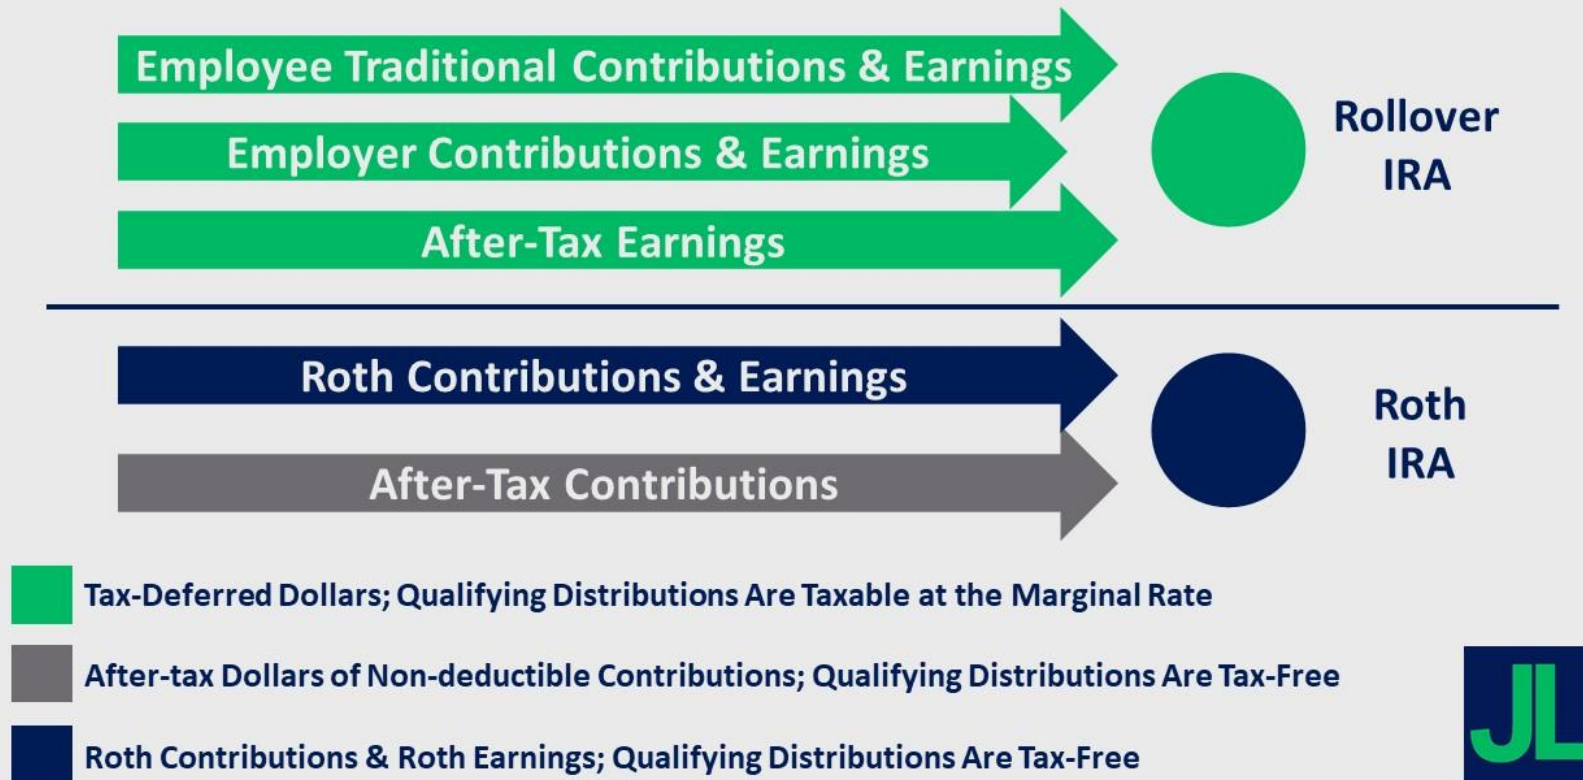 Employee Traditional Contributions & Earnings
Employer Contributions & Earnings
After-Tax Earnings
Rollover
IRA
Roth Contributions & Earnings
After-Tax Contributions
Roth
IRA
Tax-Deferred Dollars; Qualifying Distributions Are Taxable at the Marginal Rate
After-tax Dollars of Non-deductible Contributions; Qualifying Distributions Are Tax-Free
Roth Contributions & Roth Earnings; Qualifying Distributions Are Tax-Free
JL